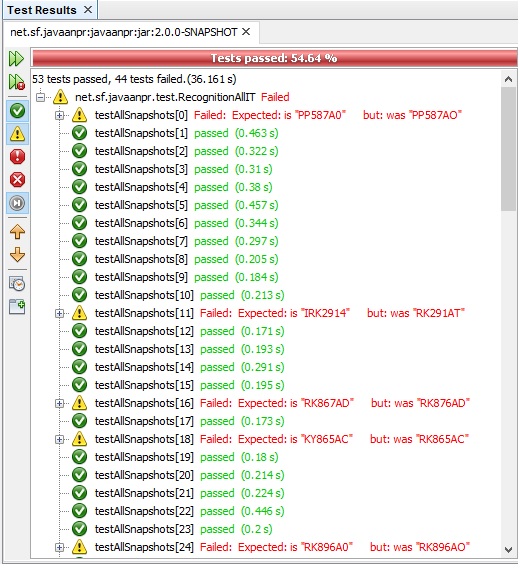 Test Results
net.sf.javaanpr:javaanpr:jar:2.0.0-SNAPSHOT
Tests passed: 54.64 %
53 tests passed, 44 tests failed.(36.161 s)
net.sf.javaanpr.test.RecognitionAllIT Failed
testAllSnapshots[0] Failed: Expected: is "PP587A0" but: was "PP587AO"
testAllSnapshots[1] passed (0.463 s)
testAllSnapshots[2] passed (0.322 s)
testAllSnapshots[3] passed (0.31 s)
testAllSnapshots[4] passed (0.38 s)
testAllSnapshots[5] passed (0.457 s)
testAllSnapshots[6] passed (0.344 s)
testAllSnapshots[7] passed (0.297 s)
testAllSnapshots[8] passed (0.205 s)
testAllSnapshots[9] passed (0.184 s)
testAllSnapshots[10] passed (0.213 s)
testAllSnapshots[11] Failed: Expected: is "IRK2914" but: was "RK291AT"
testAllSnapshots[12] passed (0.171 s)
testAllSnapshots[13] passed (0.193 s)
testAllSnapshots[14] passed (0.291 s)
testAllSnapshots[15] passed (0.195 s)
testAllSnapshots[16] Failed: Expected: is "RK867AD" but: was "RK876AD"
testAllSnapshots[17] passed (0.173 s)
testAllSnapshots[18] Failed: Expected: is "KY865AC" but: was "RK865AC"
testAllSnapshots[19] passed (0.18 s)
testAllSnapshots[20] passed (0.214 s)
testAllSnapshots[21] passed (0.224 s)
testAllSnapshots[22] passed (0.446 s)
testAllSnapshots[23] passed (0.2 s)
testAllSnapshots[24] Failed: Expected: is "RK896A0" but: was "RK896AO"